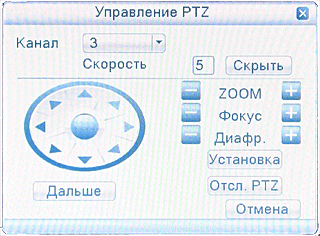 Управление PTZ
Канал 3
Скорость 5 Скрыть
ZOOM
Фокус
Диафр.
Установка
Дальше Отсл. PTZ
Отмена